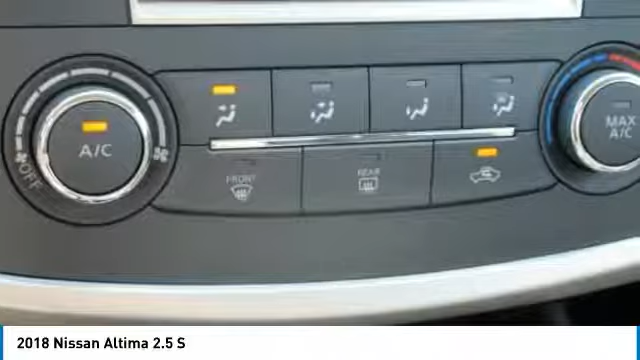 A/C
OFF
FRONT
REAR
MAX
A/C
2018 Nissan Altima 2.5 S